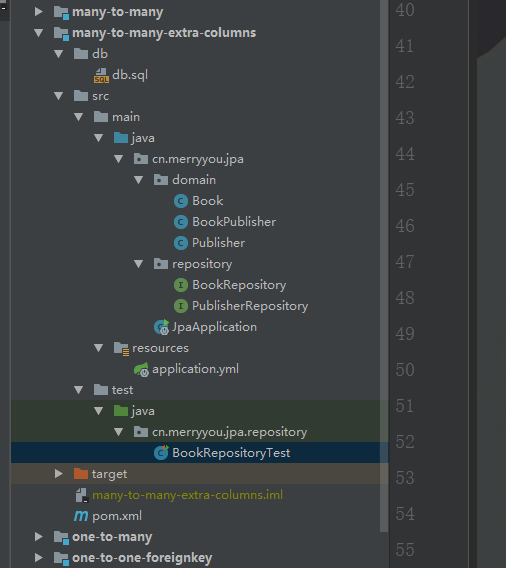 many-to-many
many-to-many-extra-columns
db
db.sql
SQL
src
main
java
cn.merryyou.jpa
domain
C Book
C BookPublisher
C Publisher
repository
I BookRepository
I PublisherRepository
C JpaApplication
resources
application.yml
test
java
cn.merryyou.jpa.repository
C BookRepositoryTest
target
many-to-many-extra-columns.iml
m pom.xml
one-to-many
one-to-one-foreignkey
40
41
42
43
44
45
46
47
48
49
50
51
52
53
54
55